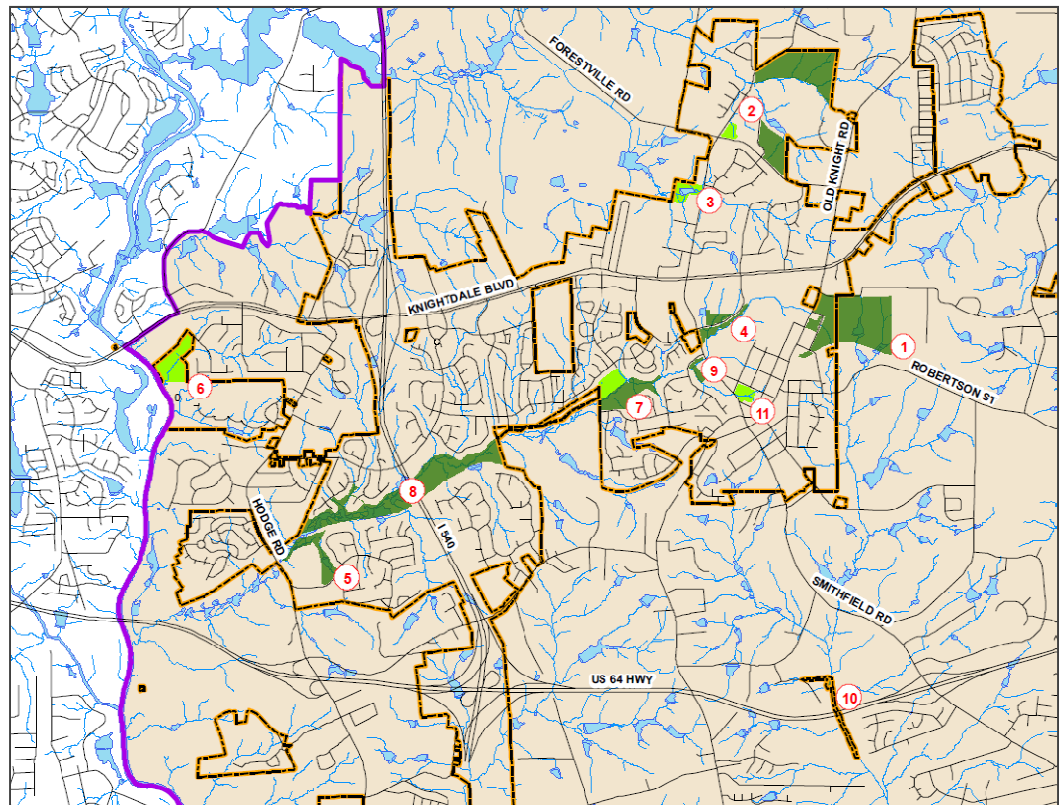 FORESTVILLE RD
2
OLD KNIGHT RD
3
KNIGHTDALE BLVD
4
1
9
ROBERTSON ST
6
7
11
8
HODGE RD
I 540
5
SMITHFIELD RD
US 64 HWY
10